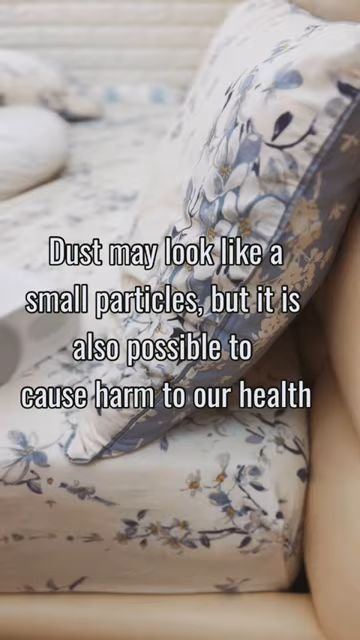 Dust may look like a
small particles, but it is
also possible to
cause harm to our health